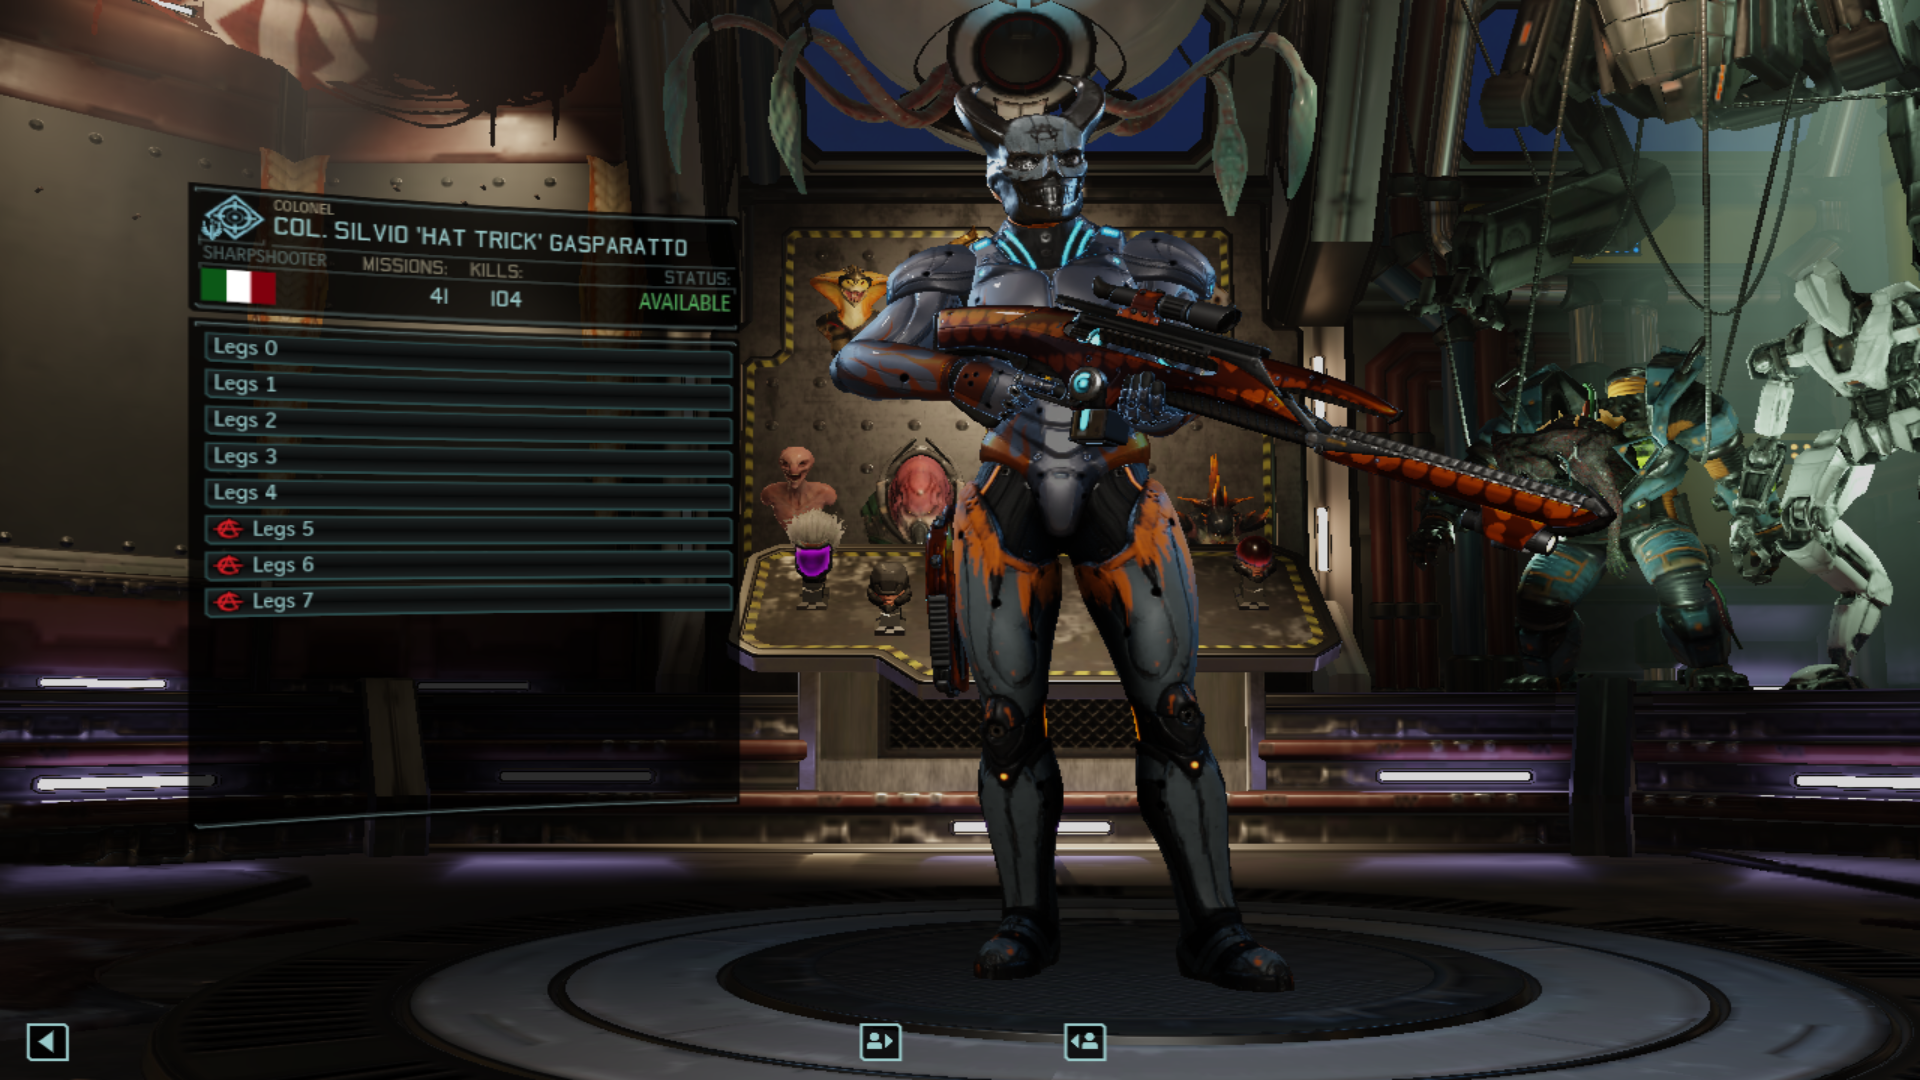 COLONEL
COL. SILVIO 'HAT TRICK' GASPARATTO
SHARPSHOOTER
MISSIONS: KILLS: STATUS:
41 104 AVAILABLE
Legs 0
Legs 1
Legs 2
Legs 3
Legs 4
Legs 5
Legs 6
Legs 7